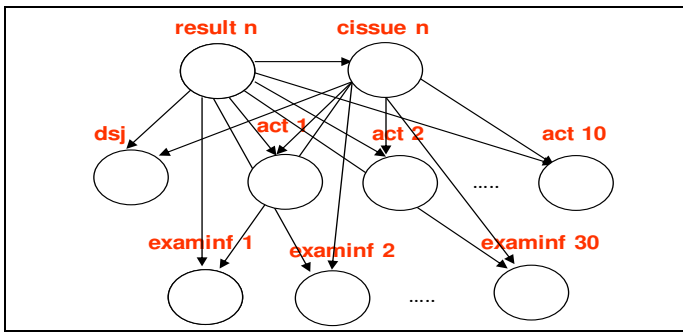 result n cissue n
dsj act 1 act 2 act 10
.....
examinf 1 examinf 2 examinf 30
.....